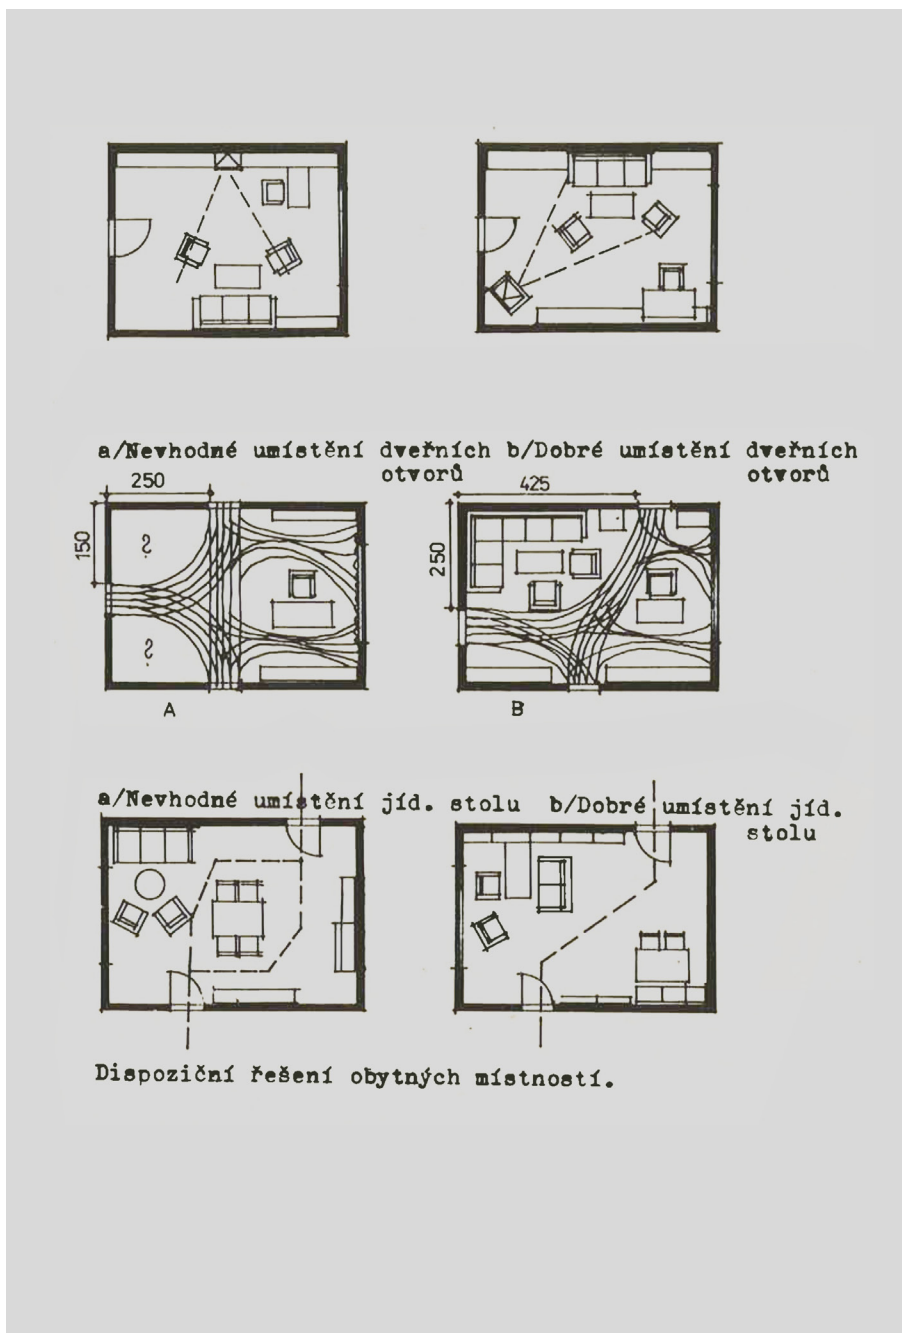 a/Nevhodné umístění dveřních b/Dobré umístění dveřních
otvorů otvorů
250 425
150 250
?
?
A B
a/Nevhodné umístění jíd. stolu b/Dobré umístění jíd.
stolu
Dispoziční řešení obytných místností.